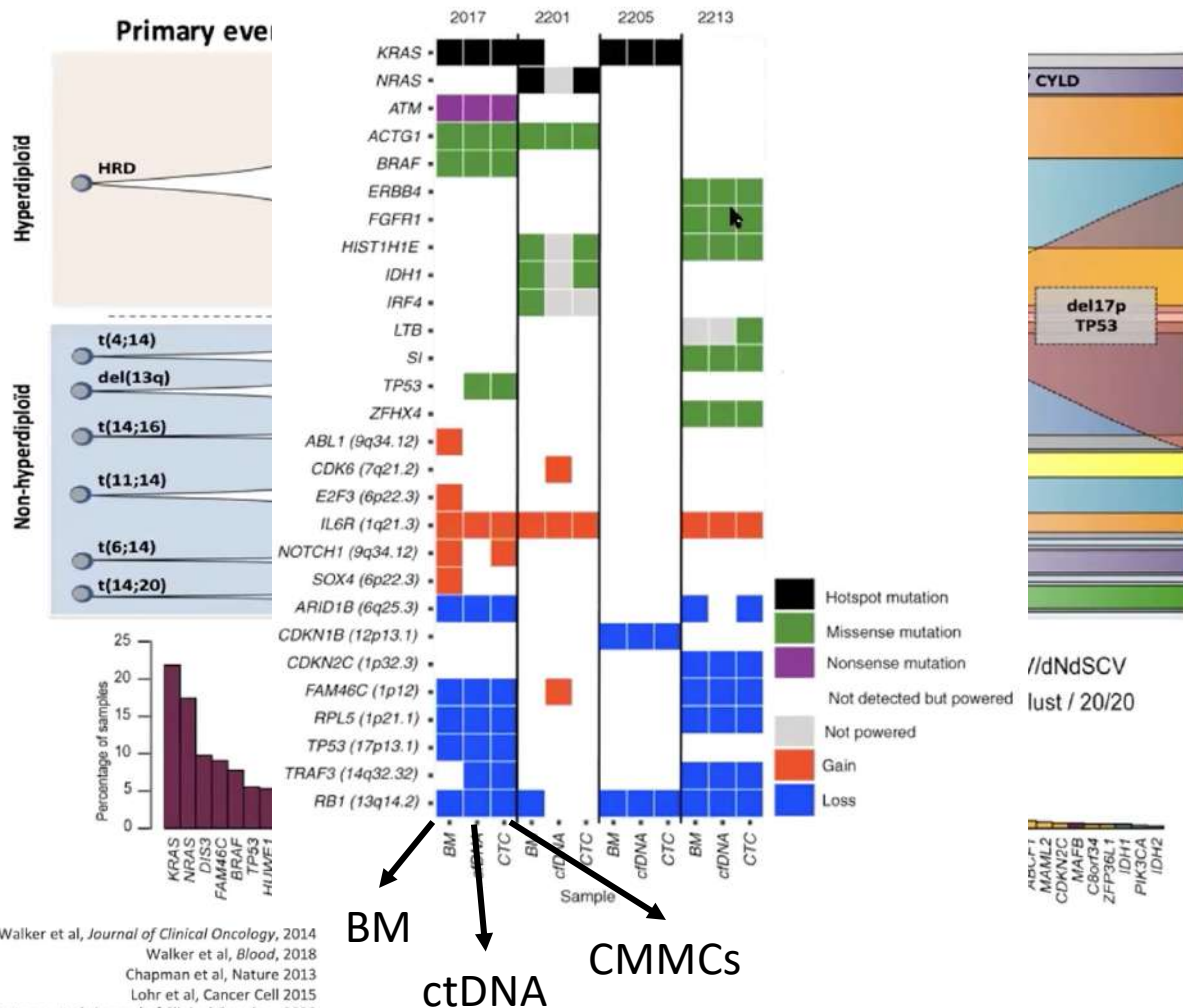 Primary eve
Hyperdiploïd
HRD
Non-hyperdiploïd
t(4;14)
del(13q)
t(14;16)
t(11;14)
t(6;14)
t(14;20)
Percentage of samples
25
20
15
10
5
0
KRAS
NRAS
DIS3
FAM46C
BRAF
TP53
HUWE1
2017 2201 2205 2213
KRAS
NRAS
ATM
ACTG1
BRAF
ERBB4
FGFR1
HIST1H1E
IDH1
IRF4
LTB
SI
TP53
ZFHX4
ABL1 (9q34.12)
CDK6 (7q21.2)
E2F3 (6p22.3)
IL6R (1q21.3)
NOTCH1 (9q34.12)
SOX4 (6p22.3)
ARID1B (6q25.3)
CDKN1B (12p13.1)
CDKN2C (1p32.3)
FAM46C (1p12)
RPL5 (1p21.1)
TP53 (17p13.1)
TRAF3 (14q32.32)
RB1 (13q14.2)
BM cfDNA CTC BM cfDNA CTC BM cfDNA CTC BM cfDNA CTC
Sample
Hotspot mutation
Missense mutation
Nonsense mutation
Not detected but powered
Not powered
Gain
Loss
BM
ctDNA
CMMCs
/ CYLD
del17p
TP53
//dNdSCV
lust / 20/20
MAML2
CDKN2C
MAFB
C8orf34
ZFP36L1
IDH1
PIK3CA
IDH2
Walker et al, Journal of Clinical Oncology, 2014
Walker et al, Blood, 2018
Chapman et al, Nature 2013
Lohr et al, Cancer Cell 2015